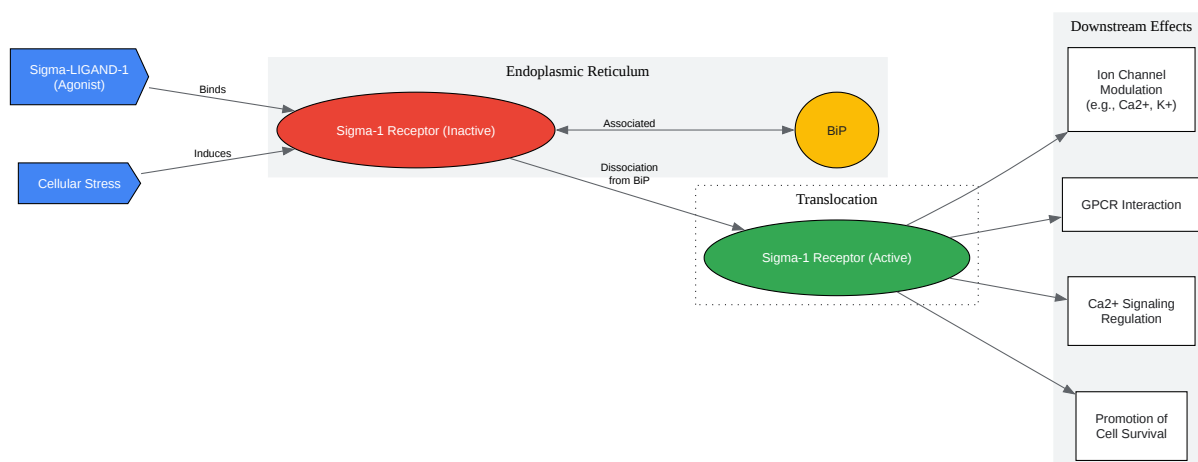 Downstream Effects
Sigma-LIGAND-1
(Agonist)
Binds
Cellular Stress
Induces
Endoplasmic Reticulum
Sigma-1 Receptor (Inactive)
Associated
BiP
Dissociation
from BiP
Translocation
Sigma-1 Receptor (Active)
Ion Channel
Modulation
(e.g., Ca2+, K+)
GPCR Interaction
Ca2+ Signaling
Regulation
Promotion of
Cell Survival